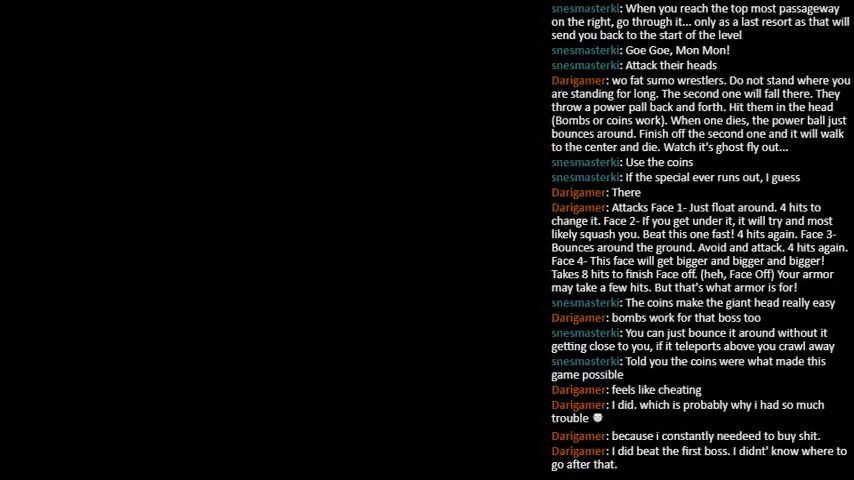 snesmasterki: When you reach the top most passageway
on the right, go through it... only as a last resort as that will
send you back to the start of the level
snesmasterki: Goe Goe, Mon Mon!
snesmasterki: Attack their heads
Darigamer: wo fat sumo wrestlers. Do not stand where you
are standing for long. The second one will fall there. They
throw a power pall back and forth. Hit them in the head
(Bombs or coins work). When one dies, the power ball just
bounces around. Finish off the second one and it will walk
to the center and die. Watch it's ghost fly out...
snesmasterki: Use the coins
snesmasterki: If the special ever runs out, I guess
Darigamer: There
Darigamer: Attacks Face 1- Just float around. 4 hits to
change it. Face 2- If you get under it, it will try and most
likely squash you. Beat this one fast! 4 hits again. Face 3-
Bounces around the ground. Avoid and attack. 4 hits again.
Face 4- This face will get bigger and bigger and bigger!
Takes 8 hits to finish Face off. (heh, Face Off) Your armor
may take a few hits. But that's what armor is for!
snesmasterki: The coins make the giant head really easy
Darigamer: bombs work for that boss too
snesmasterki: You can just bounce it around without it
getting close to you, if it teleports above you crawl away
snesmasterki: Told you the coins were what made this
game possible
Darigamer: feels like cheating
Darigamer: I did. which is probably why i had so much
trouble
Darigamer: because i constantly needeed to buy shit.
Darigamer: I did beat the first boss. I didnt' know where to
go after that.